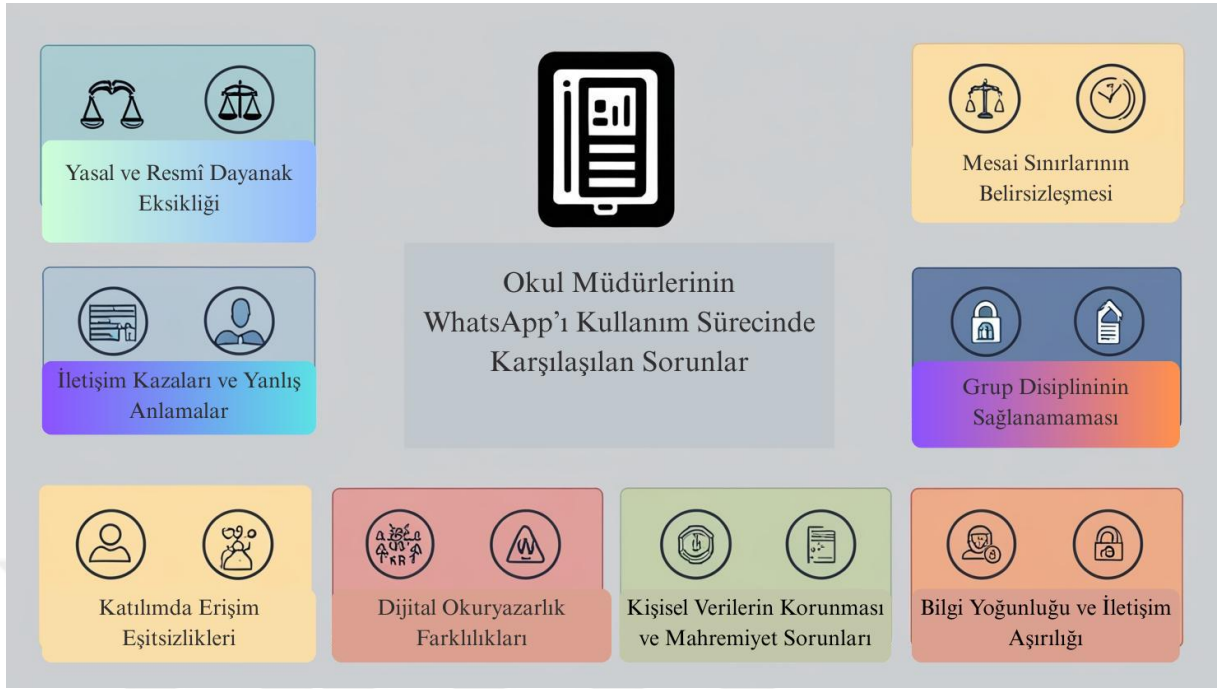 Yasal ve Resmî Dayanak
Eksikliği
Mesai Sınırlarının
Belirsizleşmesi
Okul Müdürlerinin
WhatsApp’ı Kullanım Sürecinde
Karşılaşılan Sorunlar
İletişim Kazaları ve Yanlış
Anlamalar
Grup Disiplininin
Sağlanamaması
Katılımda Erişim
Eşitsizlikleri
Dijital Okuryazarlık
Farklılıkları
Kişisel Verilerin Korunması
ve Mahremiyet Sorunları
Bilgi Yoğunluğu ve İletişim
Aşırılığı